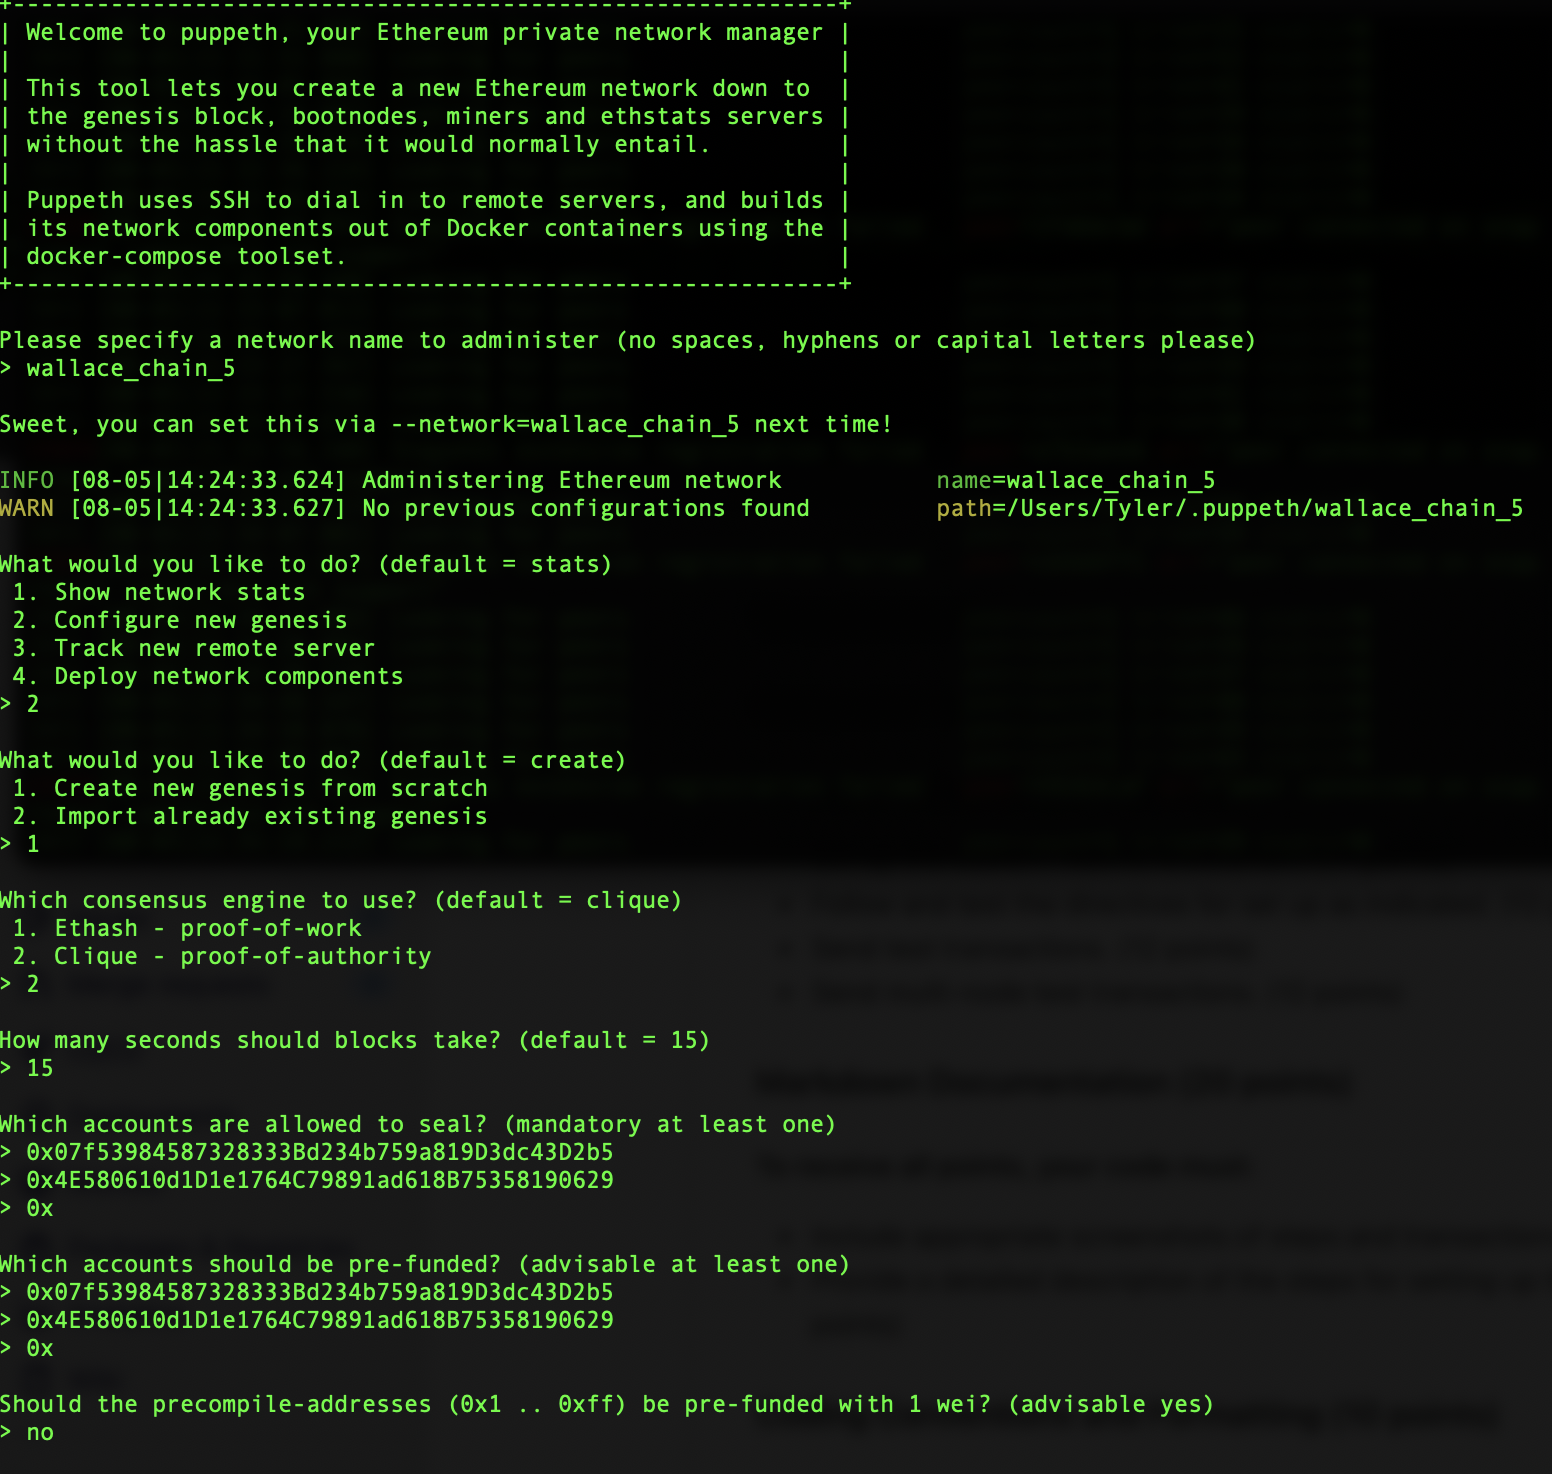 +-----------------------------------------------------------+
| Welcome to puppeth, your Ethereum private network manager |
|                                                           |
| This tool lets you create a new Ethereum network down to  |
| the genesis block, bootnodes, miners and ethstats servers |
| without the hassle that it would normally entail.         |
|                                                           |
| Puppeth uses SSH to dial in to remote servers, and builds |
| its network components out of Docker containers using the |
| docker-compose toolset.                                   |
+-----------------------------------------------------------+
Please specify a network name to administer (no spaces, hyphens or capital letters please)
> wallace_chain_5
Sweet, you can set this via --network=wallace_chain_5 next time!
INFO [08-05|14:24:33.624] Administering Ethereum network           name=wallace_chain_5
WARN [08-05|14:24:33.627] No previous configurations found         path=/Users/Tyler/.puppeth/wallace_chain_5
What would you like to do? (default = stats)
 1. Show network stats
 2. Configure new genesis
 3. Track new remote server
 4. Deploy network components
> 2
What would you like to do? (default = create)
 1. Create new genesis from scratch
 2. Import already existing genesis
> 1
Which consensus engine to use? (default = clique)
 1. Ethash - proof-of-work
 2. Clique - proof-of-authority
> 2
How many seconds should blocks take? (default = 15)
> 15
Which accounts are allowed to seal? (mandatory at least one)
> 0x07f53984587328333Bd234b759a819D3dc43D2b5
> 0x4E580610d1D1e1764C79891ad618B75358190629
> 0x
Which accounts should be pre-funded? (advisable at least one)
> 0x07f53984587328333Bd234b759a819D3dc43D2b5
> 0x4E580610d1D1e1764C79891ad618B75358190629
> 0x
Should the precompile-addresses (0x1 .. 0xff) be pre-funded with 1 wei? (advisable yes)
> no